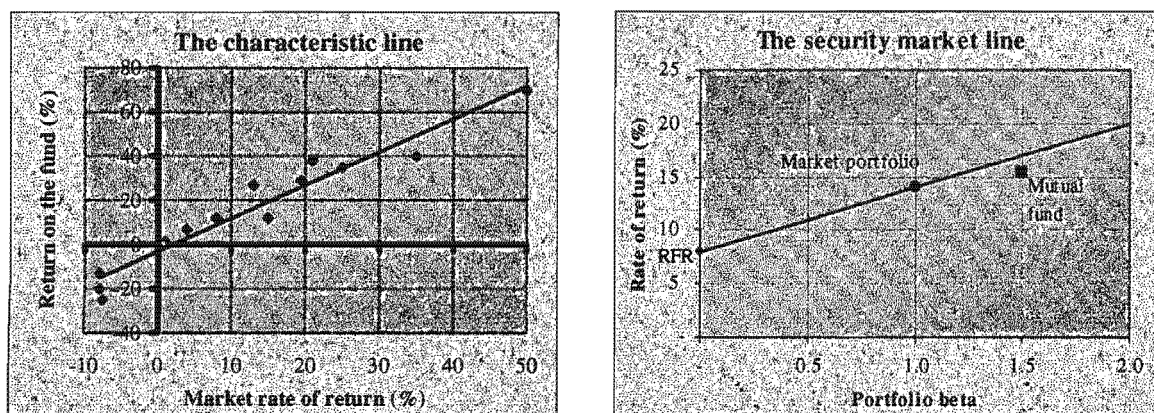 The characteristic line
Return on the fund (%)
80
60
40
20
0
-20
-40
-10
0
10
20
30
40
50
Market rate of return (%)
The security market line
Rate of return (%)
25
20
15
10
5
-
RFR
Market portfolio
Mutual
fund
-
0.5
1.0
1.5
2.0
Portfolio beta